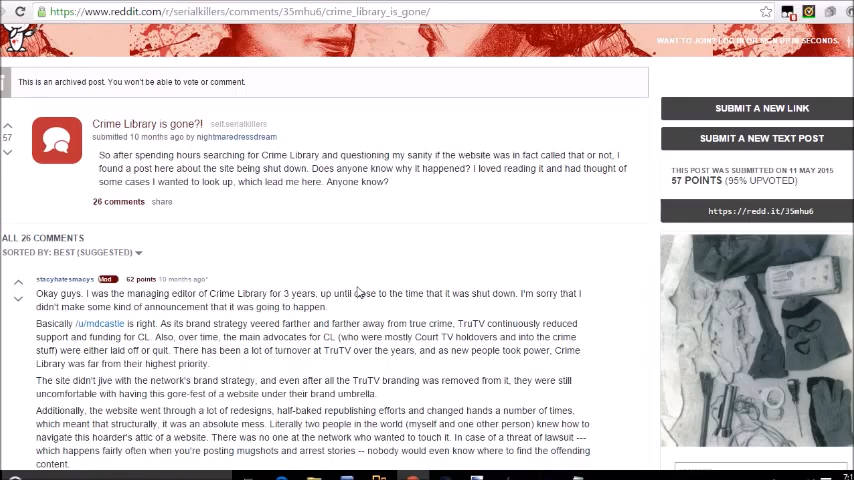 https://www.reddit.com/r/serialkillers/comments/35mhu6/crime_library_is_gone/
WANT TO JOIN? LOG IN OR SIGN UP IN SECONDS.
This is an archived post. You won't be able to vote or comment.
57
Crime Library is gone?! self.serialkillers
submitted 10 months ago by nightmaredressdream
So after spending hours searching for Crime Library and questioning my sanity if the website was in fact called that or not, I
found a post here about the site being shut down. Does anyone know why it happened? I loved reading it and had thought of
some cases I wanted to look up, which lead me here. Anyone know?
26 comments share
SUBMIT A NEW LINK
SUBMIT A NEW TEXT POST
THIS POST WAS SUBMITTED ON 11 MAY 2015
57 POINTS (95% UPVOTED)
https://redd.it/35mhu6
ALL 26 COMMENTS
SORTED BY: BEST (SUGGESTED)
stacyhatesmacys Mod 62 points 10 months ago*
Okay guys. I was the managing editor of Crime Library for 3 years, up until close to the time that it was shut down. I'm sorry that I
didn't make some kind of announcement that it was going to happen.
Basically /u/mdcastle is right. As its brand strategy veered farther and farther away from true crime, TruTV continuously reduced
support and funding for CL. Also, over time, the main advocates for CL (who were mostly Court TV holdovers and into the crime
stuff) were either laid off or quit. There has been a lot of turnover at TruTV over the years, and as new people took power, Crime
Library was far from their highest priority.
The site didn't jive with the network's brand strategy, and even after all the TruTV branding was removed from it, they were still
uncomfortable with having this gore-fest of a website under their brand umbrella.
Additionally, the website went through a lot of redesigns, half-baked republishing efforts and changed hands a number of times,
which meant that structurally, it was an absolute mess. Literally two people in the world (myself and one other person) knew how to
navigate this hoarder's attic of a website. There was no one at the network who wanted to touch it. In case of a threat of lawsuit ---
which happens fairly often when you're posting mugshots and arrest stories -- nobody would even know where to find the offending
content.